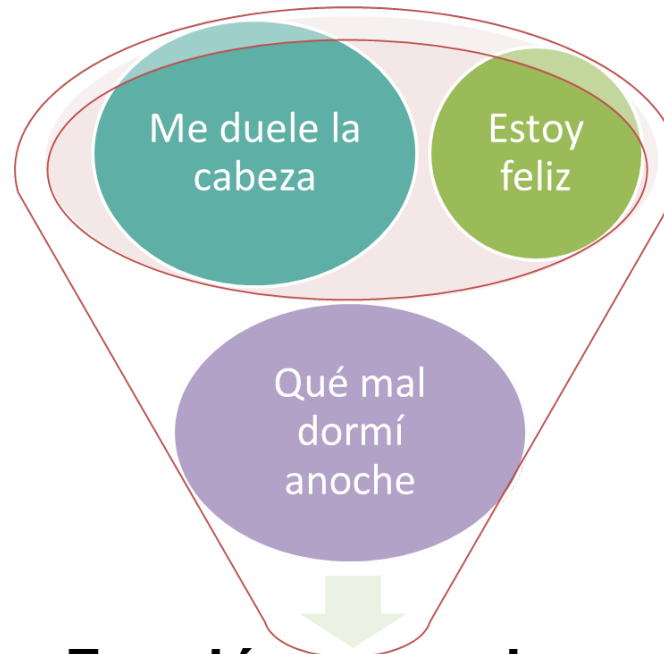 Me duele la
cabeza
Estoy
feliz
Qué mal
dormí
anoche